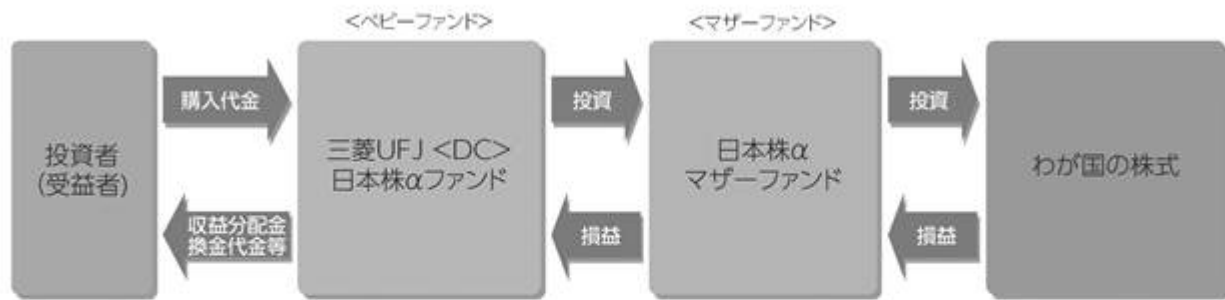 <ベビーファンド>
<マザーファンド>
投資者
(受益者)
購入代金
収益分配金
換金代金等
三菱UFJ <DC>
日本株αファンド
投資
損益
日本株α
マザーファンド
投資
損益
わが国の株式